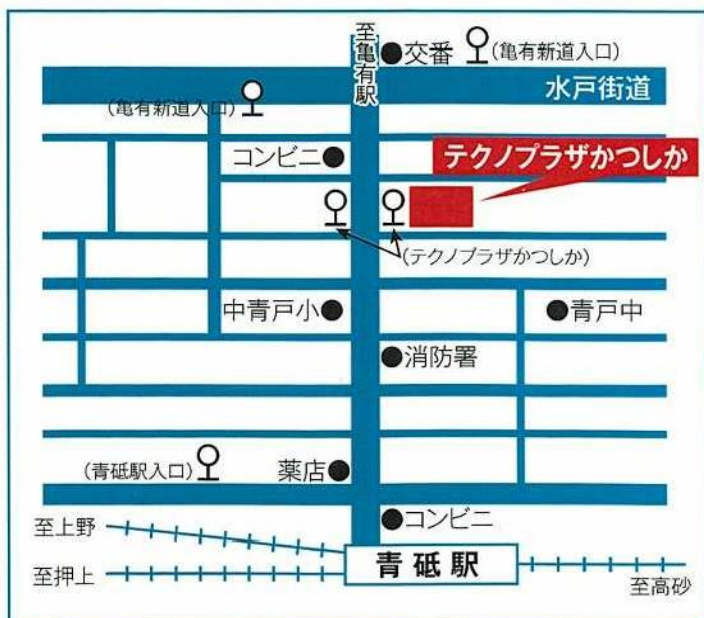 至亀有駅
交番
(亀有新道入口)
水戸街道
(亀有新道入口)
コンビニ
テクノプラザかつしか
(テクノプラザかつしか)
中青戸小
青戸中
消防署
(青砥駅入口)
薬店
コンビニ
至上野
青砥駅
至押上
至高砂